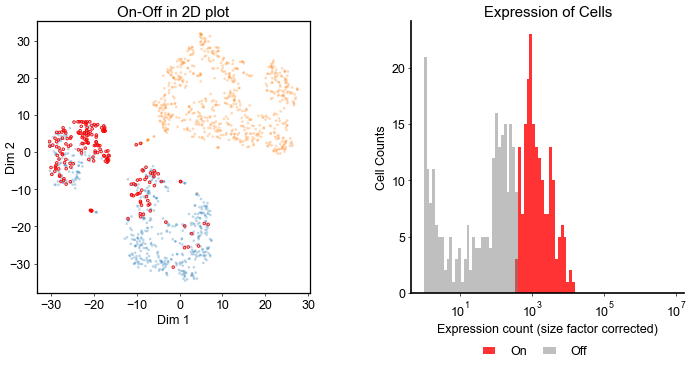 On-Off in 2D plot
Expression of Cells
Dim 2
30
20
10
0
−10
−20
−30
−30 −20 −10 0 10 20 30
Dim 1
Cell Counts
20
15
10
5
0
10^1 10^3 10^5 10^7
Expression count (size factor corrected)
On Off